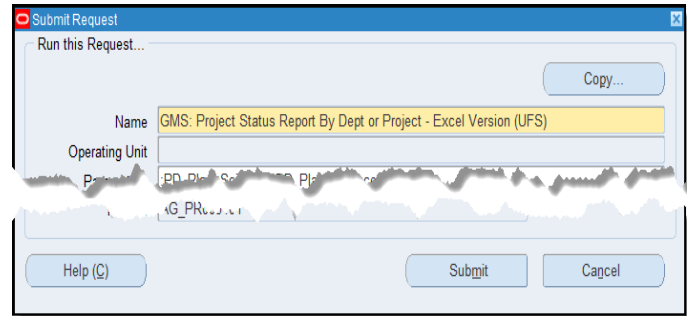 Submit Request
Run this Request...
Copy...
Name
GMS: Project Status Report By Dept or Project - Excel Version (UFS)
Operating Unit
Help (C)
Submit
Cancel